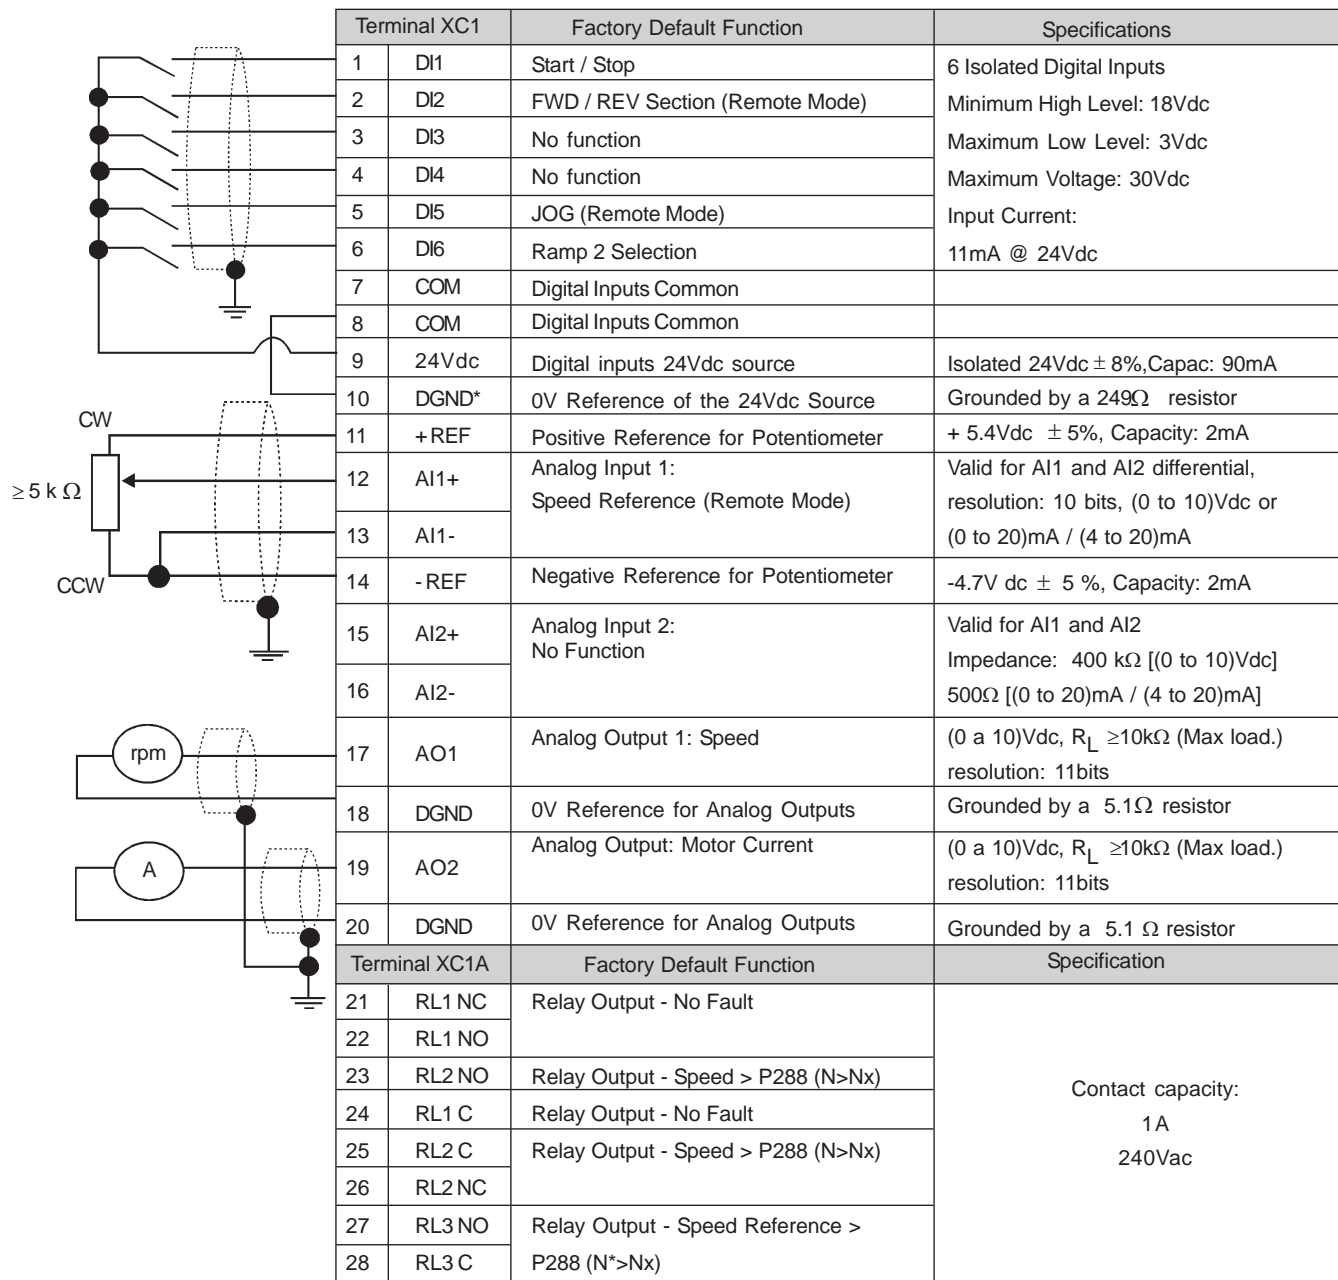 Terminal XC1 Factory Default Function Specifications
1 DI1 Start / Stop 6 Isolated Digital Inputs
2 DI2 FWD / REV Section (Remote Mode) Minimum High Level: 18Vdc
3 DI3 No function Maximum Low Level: 3Vdc
4 DI4 No function Maximum Voltage: 30Vdc
5 DI5 JOG (Remote Mode) Input Current:
6 DI6 Ramp 2 Selection 11mA @ 24Vdc
7 COM Digital Inputs Common
8 COM Digital Inputs Common
9 24Vdc Digital inputs 24Vdc source Isolated 24Vdc ± 8%,Capac: 90mA
10 DGND* 0V Reference of the 24Vdc Source Grounded by a 249Ω resistor
CW
11 +REF Positive Reference for Potentiometer + 5.4Vdc ± 5%, Capacity: 2mA
≥ 5 k Ω
12 AI1+ Analog Input 1: Valid for AI1 and AI2 differential,
Speed Reference (Remote Mode) resolution: 10 bits, (0 to 10)Vdc or
13 AI1- (0 to 20)mA / (4 to 20)mA
CCW
14 -REF Negative Reference for Potentiometer -4.7V dc ± 5 %, Capacity: 2mA
15 AI2+ Analog Input 2: Valid for AI1 and AI2
No Function Impedance: 400 kΩ [(0 to 10)Vdc]
16 AI2- 500Ω [(0 to 20)mA / (4 to 20)mA]
rpm
17 AO1 Analog Output 1: Speed (0 a 10)Vdc, RL ≥10kΩ (Max load.)
resolution: 11bits
18 DGND 0V Reference for Analog Outputs Grounded by a 5.1Ω resistor
A
19 AO2 Analog Output: Motor Current (0 a 10)Vdc, RL ≥10kΩ (Max load.)
resolution: 11bits
20 DGND 0V Reference for Analog Outputs Grounded by a 5.1 Ω resistor
Terminal XC1A Factory Default Function Specification
21 RL1 NC Relay Output - No Fault
22 RL1 NO
23 RL2 NO Relay Output - Speed > P288 (N>Nx)
24 RL1 C Relay Output - No Fault
25 RL2 C Relay Output - Speed > P288 (N>Nx)
26 RL2 NC
27 RL3 NO Relay Output - Speed Reference >
28 RL3 C P288 (N*>Nx)
Contact capacity:
1A
240Vac